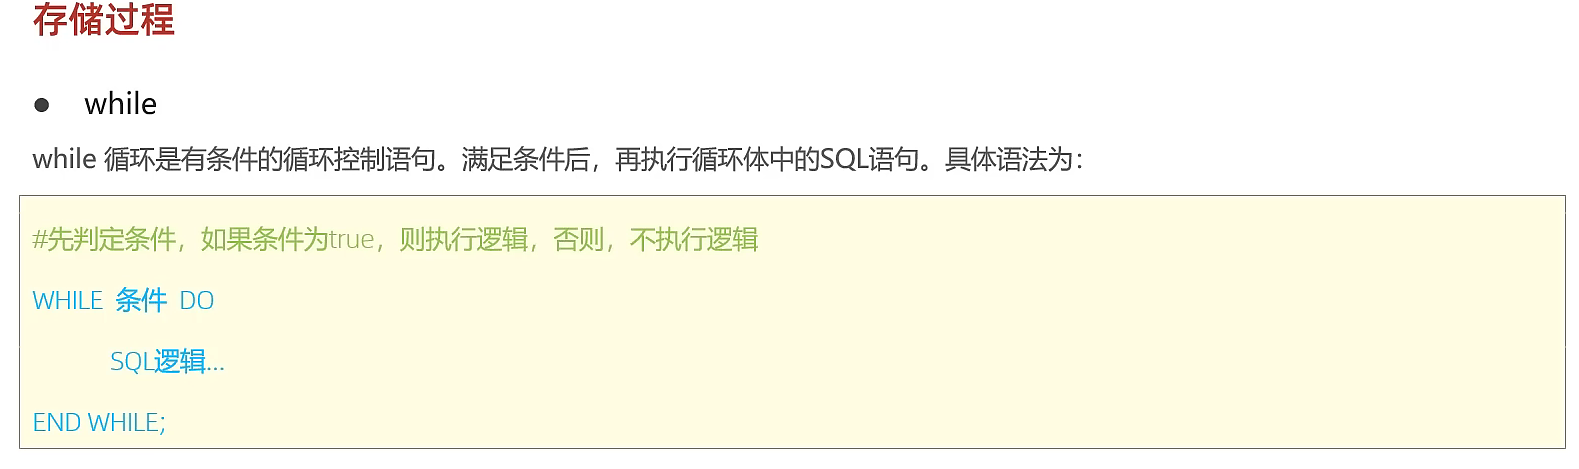 存储过程
● while
while 循环是有条件的循环控制语句。满足条件后，再执行循环体中的SQL语句。具体语法为：
#先判定条件，如果条件为true，则执行逻辑，否则，不执行逻辑
WHILE 条件 DO
SQL逻辑...
END WHILE;